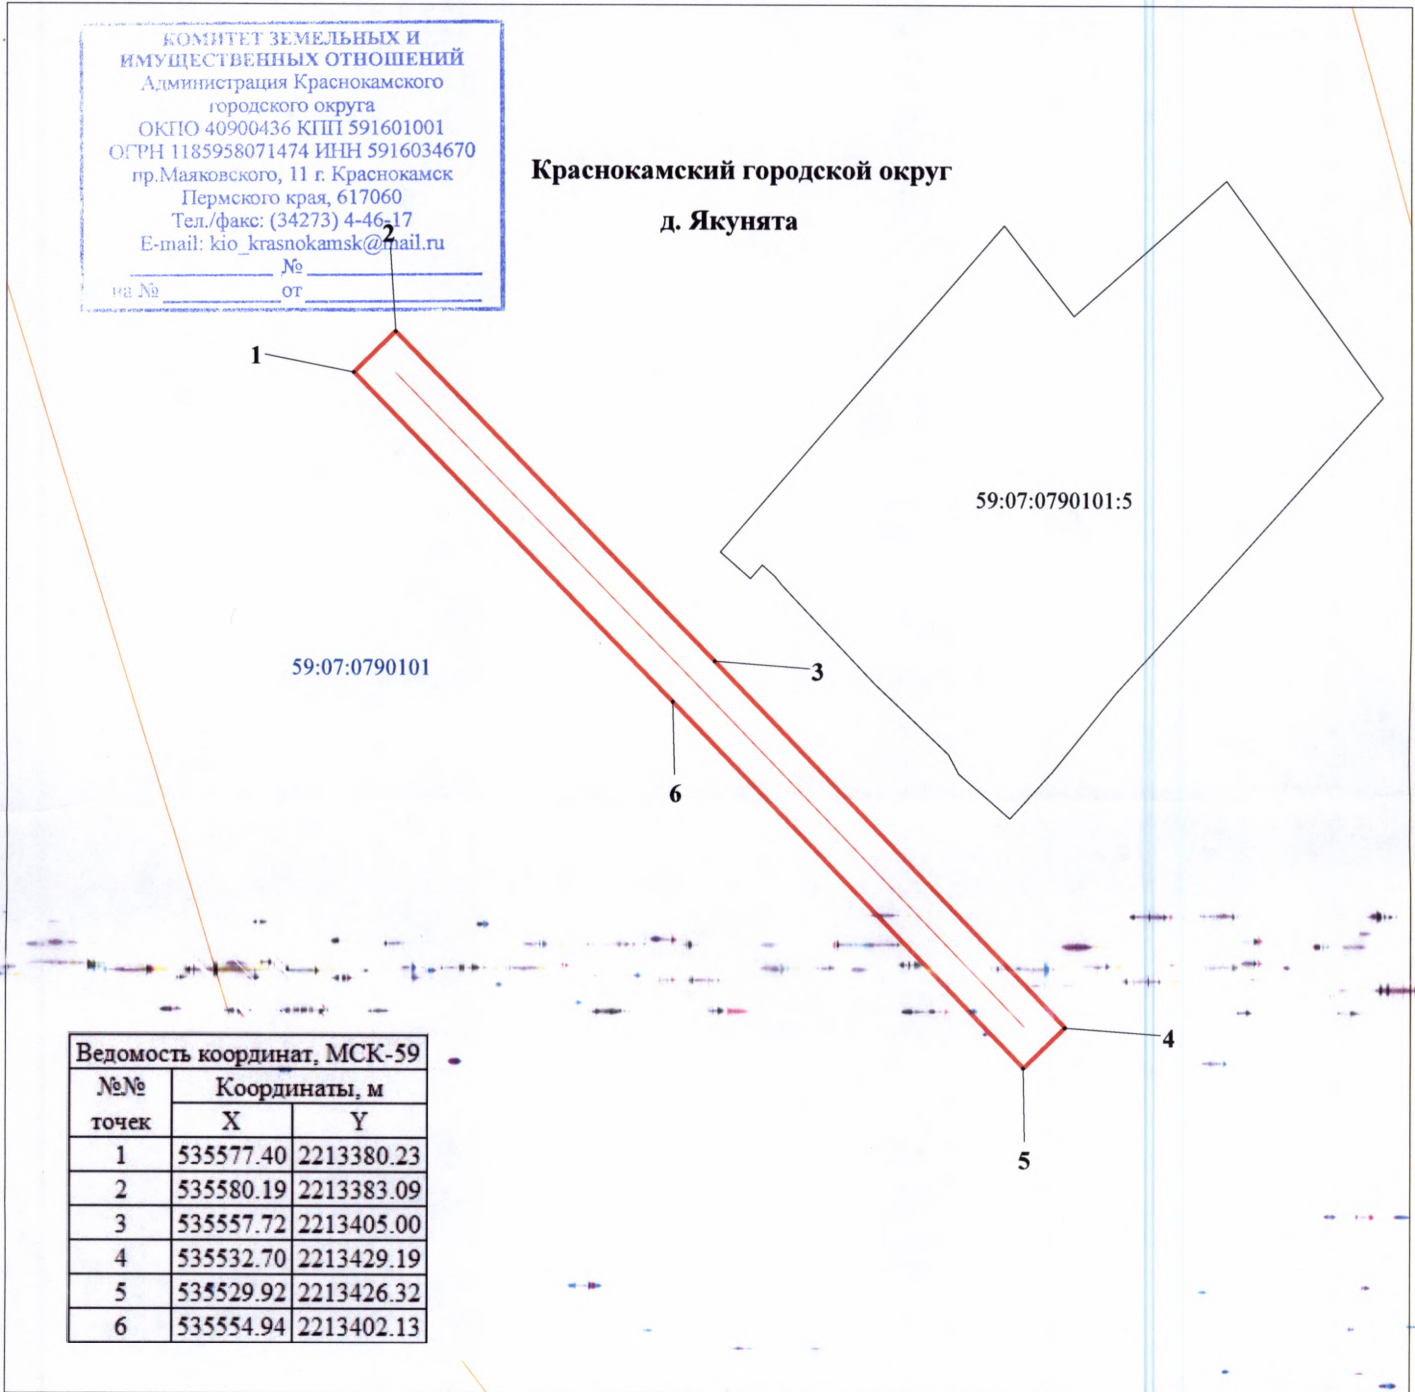 КОМИТЕТ ЗЕМЕЛЬНЫХ И
ИМУЩЕСТВЕННЫХ ОТНОШЕНИЙ
Администрация Краснокамского
городского округа
ОКПО 40900436 КПП 591601001
ОГРН 1185958071474 ИНН 5916034670
пр.Маяковского, 11 г. Краснокамск
Пермского края, 617060
Тел./факс: (34273) 4-46-17
E-mail: kio_krasnokamsk@mail.ru
№
на № от
Краснокамский городской округ
д. Якунята
2
1
59:07:0790101:5
59:07:0790101
3
6
4
5
Ведомость координат, МСК-59
№№ точек Координаты, м
X Y
1 535577.40 2213380.23
2 535580.19 2213383.09
3 535557.72 2213405.00
4 535532.70 2213429.19
5 535529.92 2213426.32
6 535554.94 2213402.13